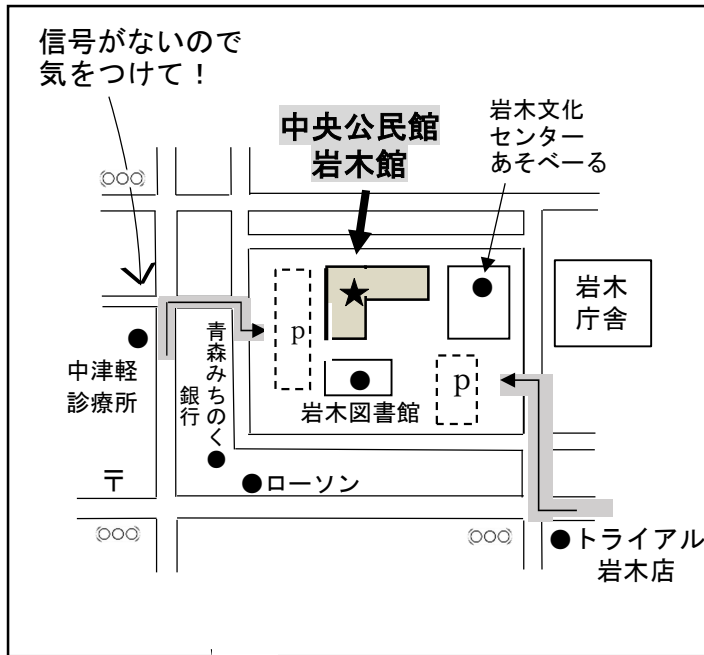 信号がないので
気をつけて！
中央公民館
岩木館
岩木文化
センター
あそべーる
岩木
庁舎
p
p
中津軽
診療所
青森みちのく
銀行
岩木図書館
〒
ローソン
トライアル
岩木店